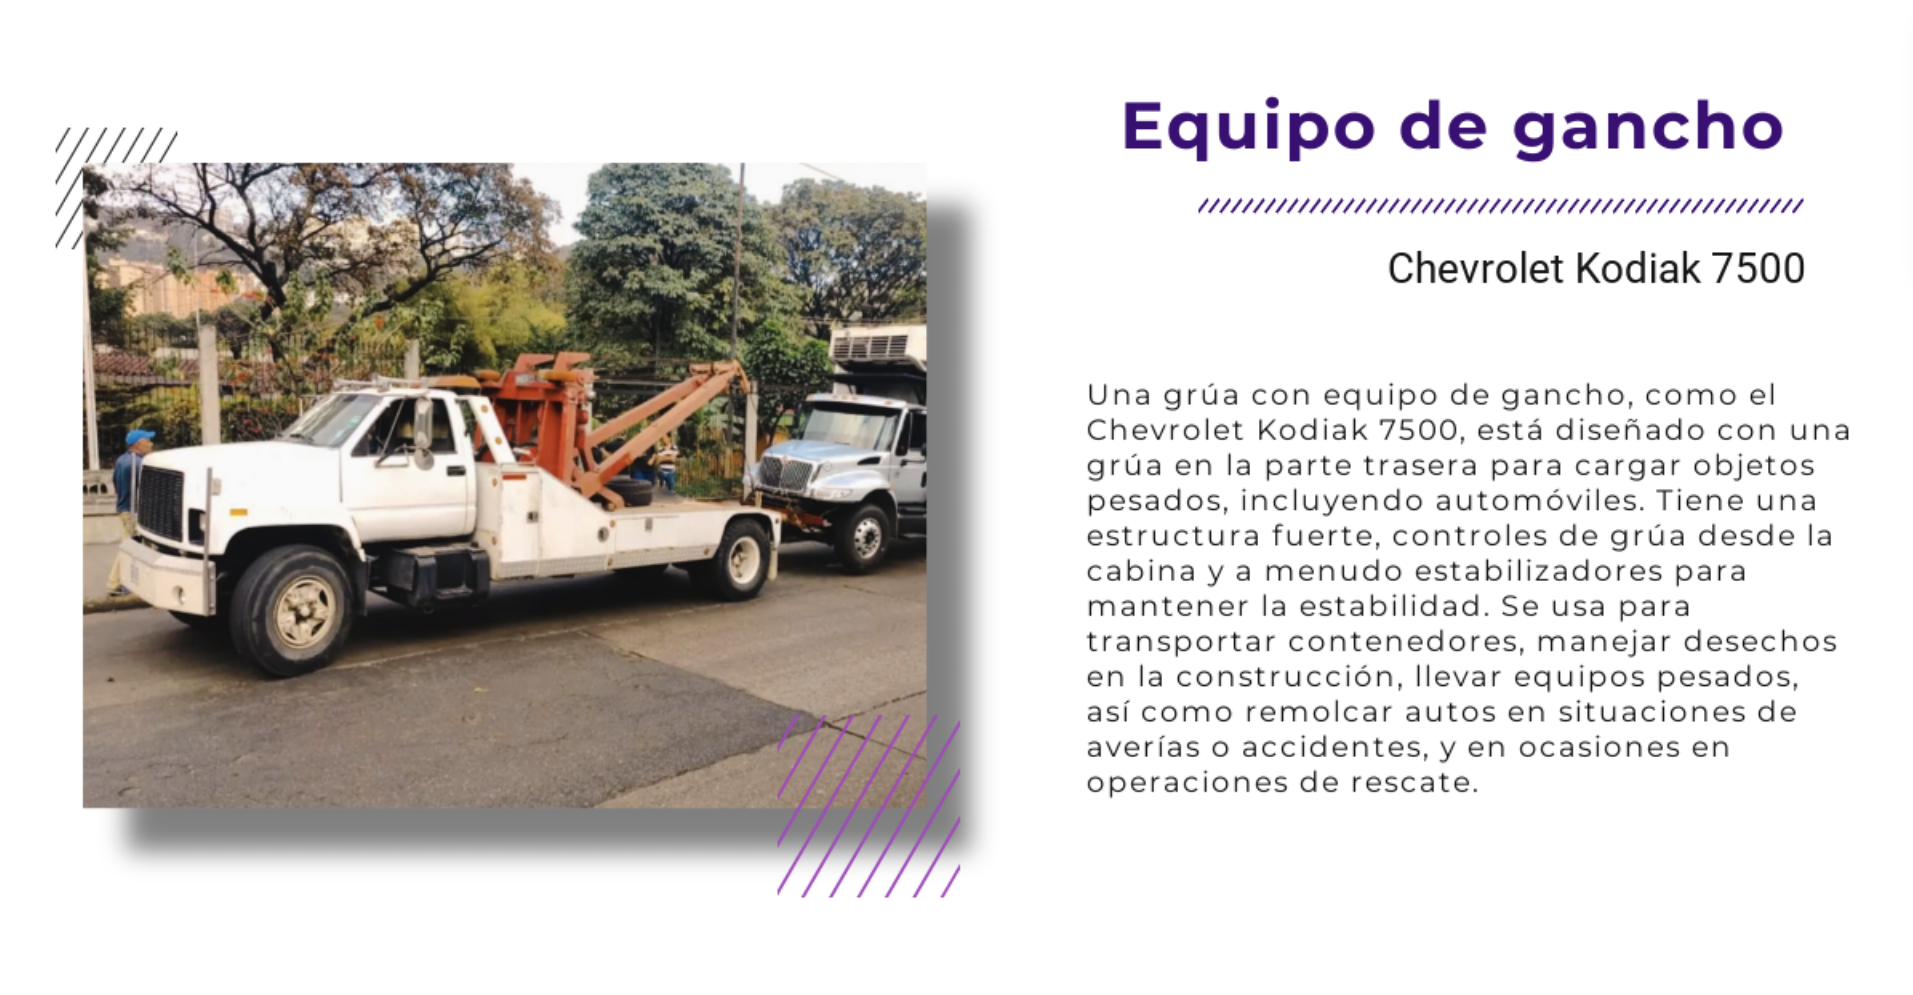 Equipo de gancho
Chevrolet Kodiak 7500
Una grúa con equipo de gancho, como el
Chevrolet Kodiak 7500, está diseñado con una
grúa en la parte trasera para cargar objetos
pesados, incluyendo automóviles. Tiene una
estructura fuerte, controles de grúa desde la
cabina y a menudo estabilizadores para
mantener la estabilidad. Se usa para
transportar contenedores, manejar desechos
en la construcción, llevar equipos pesados,
así como remolcar autos en situaciones de
averías o accidentes, y en ocasiones en
operaciones de rescate.